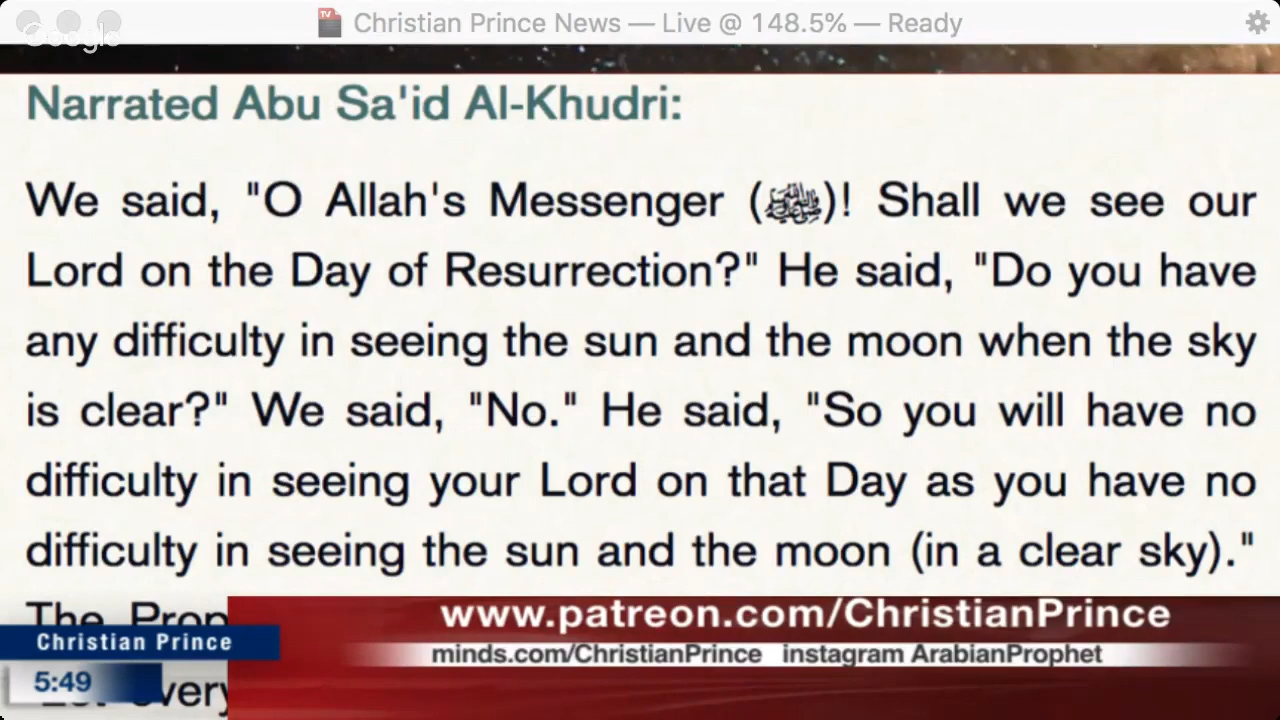 Christian Prince News — Live @ 148.5% — Ready
Google
Narrated Abu Sa'id Al-Khudri:
We said, "O Allah's Messenger (ﷺ)! Shall we see our
Lord on the Day of Resurrection?" He said, "Do you have
any difficulty in seeing the sun and the moon when the sky
is clear?" We said, "No." He said, "So you will have no
difficulty in seeing your Lord on that Day as you have no
difficulty in seeing the sun and the moon (in a clear sky)."
The
www.patreon.com/ChristianPrince
Christian Prince
minds.com/ChristianPrince instagram ArabianProphet
5:49